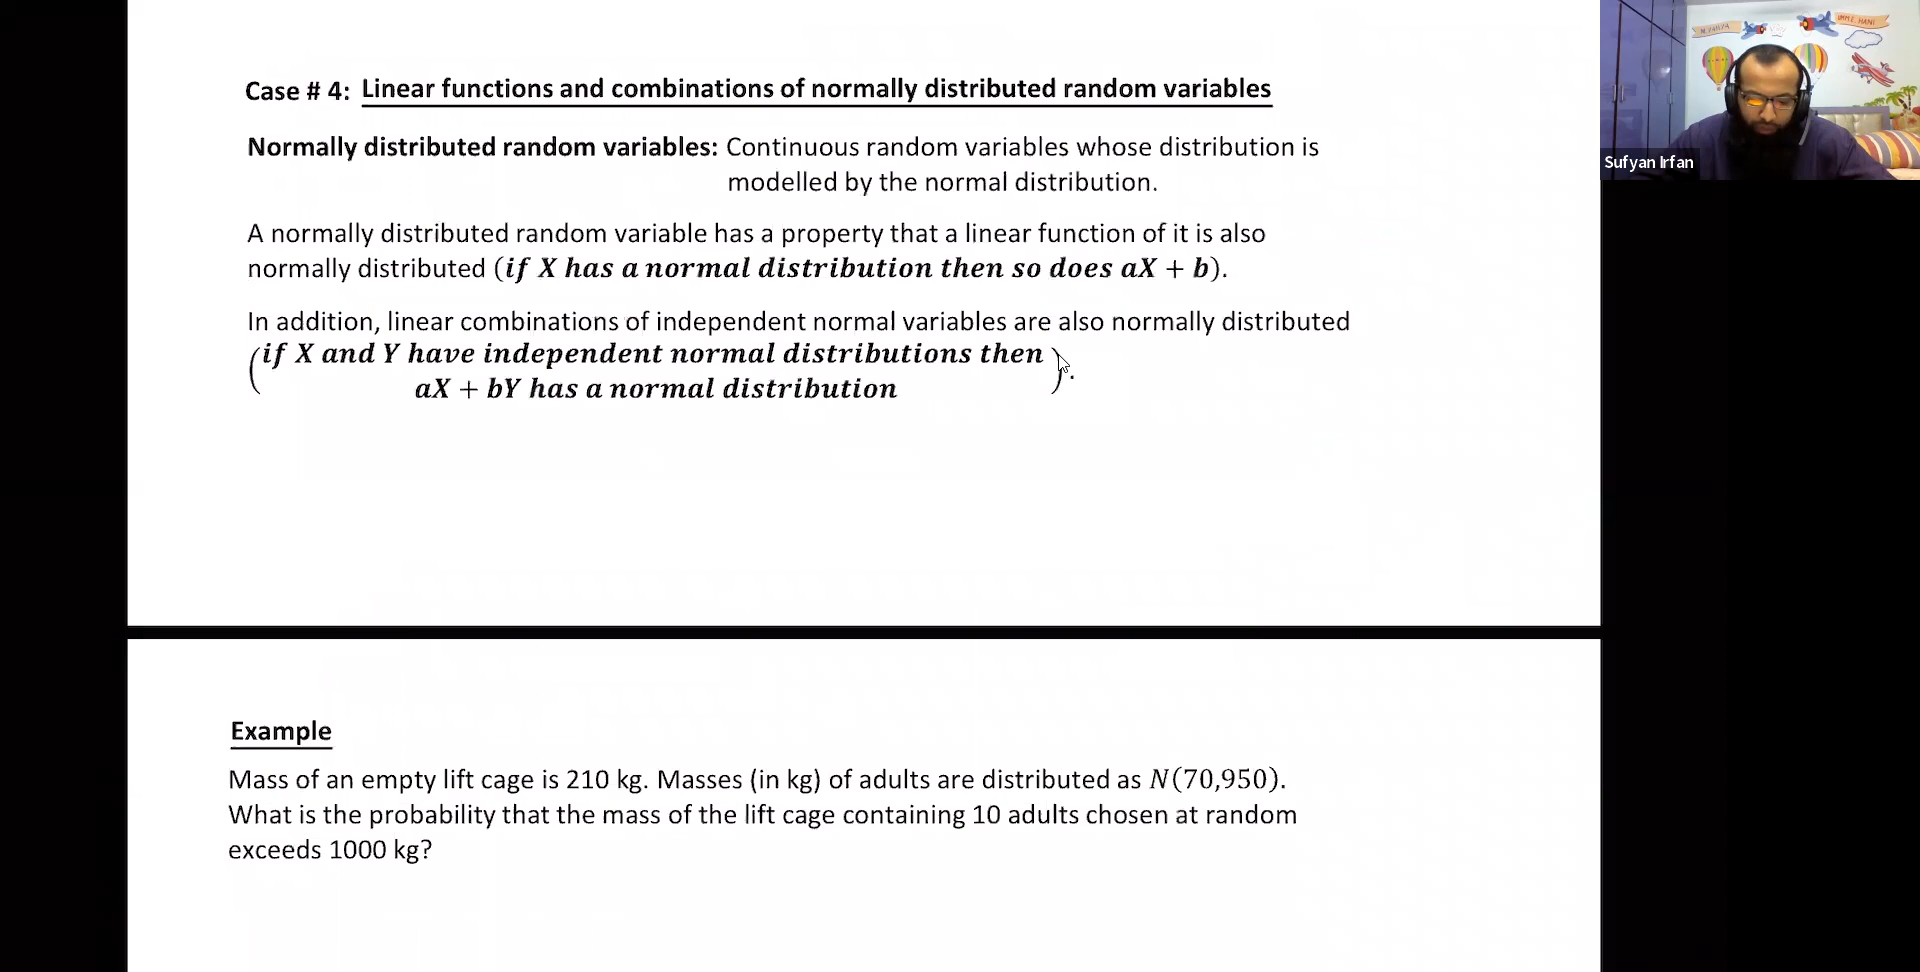 Case # 4: Linear functions and combinations of normally distributed random variables
Normally distributed random variables: Continuous random variables whose distribution is
modelled by the normal distribution.
A normally distributed random variable has a property that a linear function of it is also
normally distributed (if X has a normal distribution then so does aX + b).
In addition, linear combinations of independent normal variables are also normally distributed
(if X and Y have independent normal distributions then
aX + bY has a normal distribution).
Example
Mass of an empty lift cage is 210 kg. Masses (in kg) of adults are distributed as N(70,950).
What is the probability that the mass of the lift cage containing 10 adults chosen at random
exceeds 1000 kg?
Sufyan Irfan